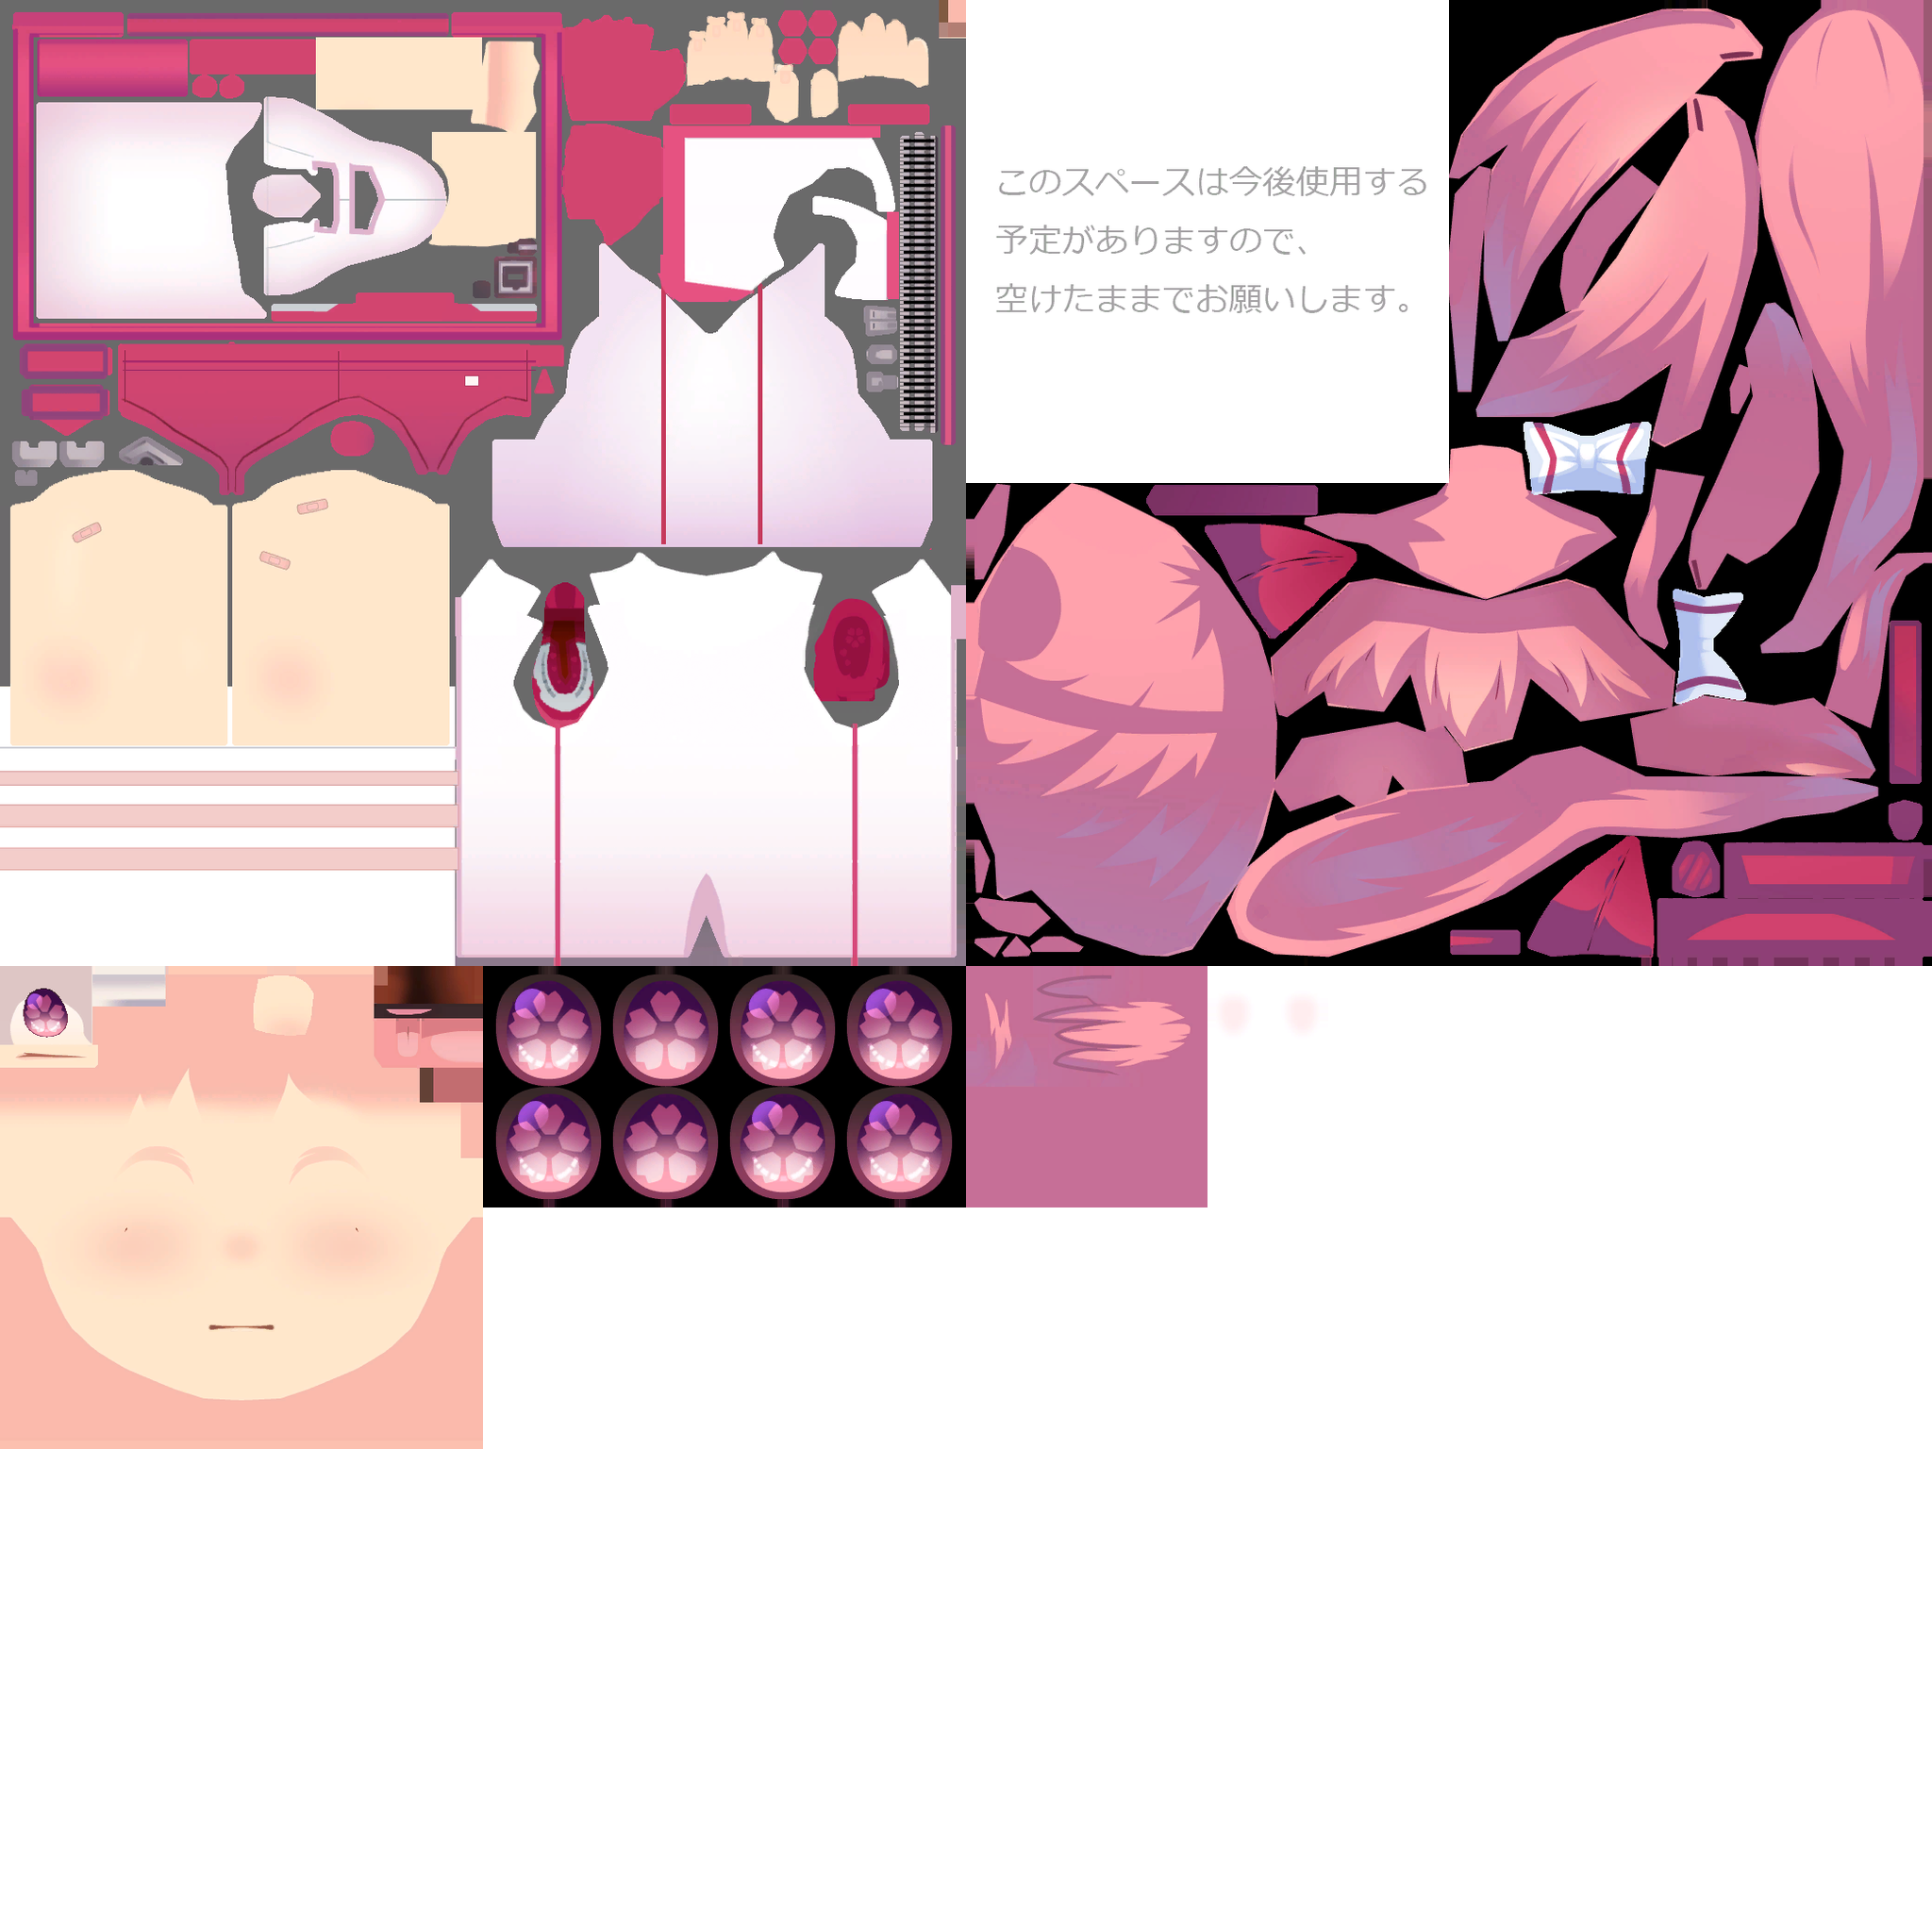 このスペースは今後使用する
予定がありますので、
空けたままでお願いします。